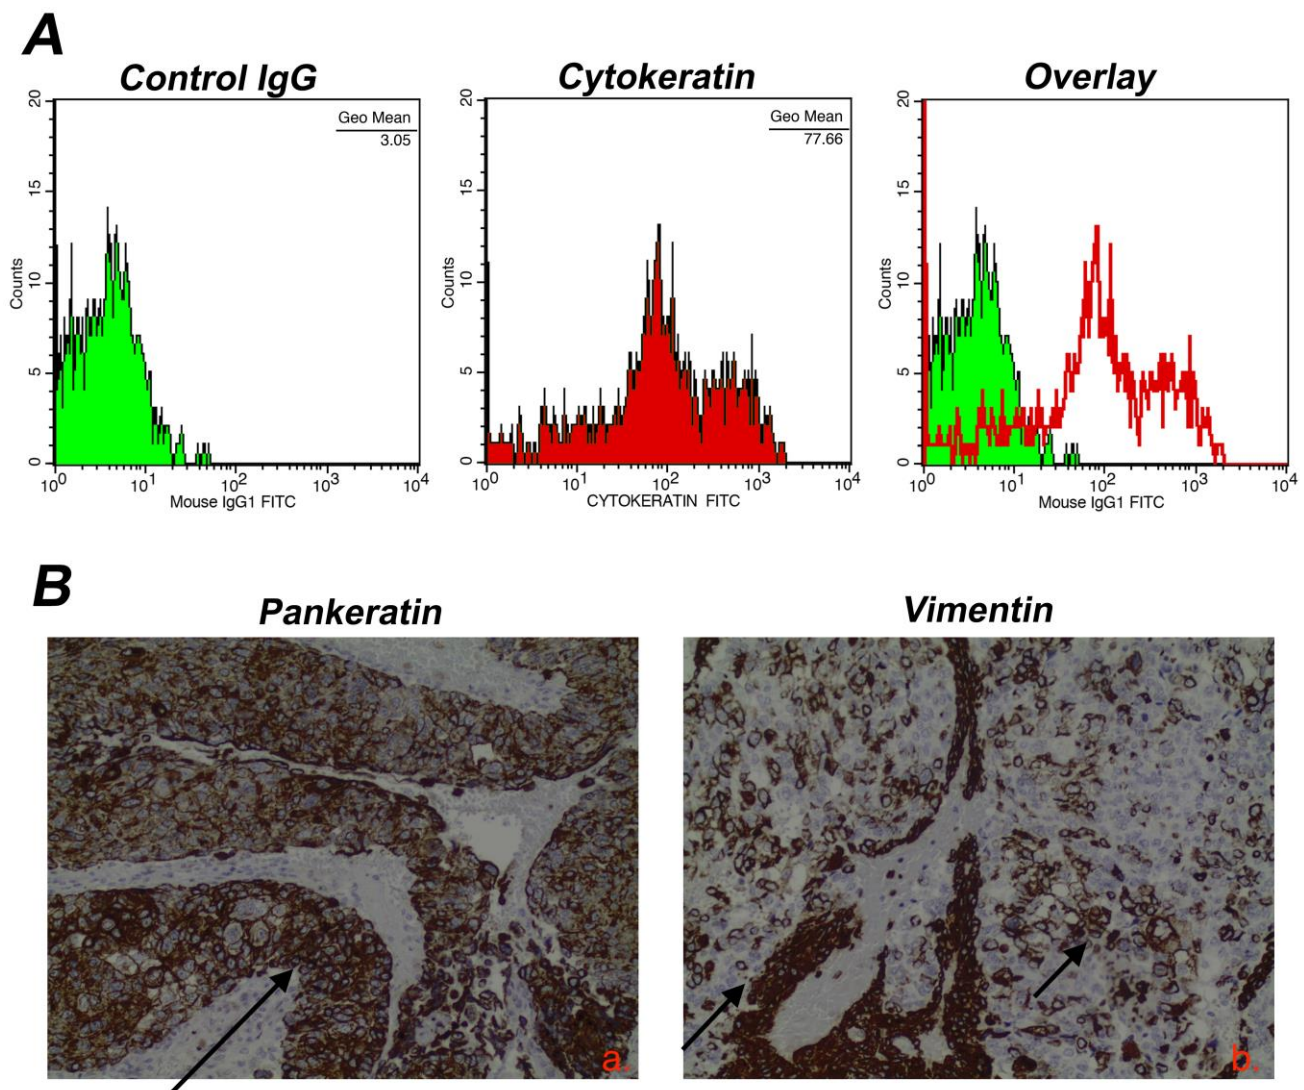 A
Control IgG
Cytokeratin
Overlay
20
15
10
5
0
Counts
Geo Mean
3.05
10^0 10^1 10^2 10^3 10^4
Mouse IgG1 FITC
20
15
10
5
0
Counts
Geo Mean
77.66
10^0 10^1 10^2 10^3 10^4
CYTOKERATIN FITC
20
15
10
5
0
Counts
10^0 10^1 10^2 10^3 10^4
Mouse IgG1 FITC
B
Pankeratin
Vimentin
a.
b.